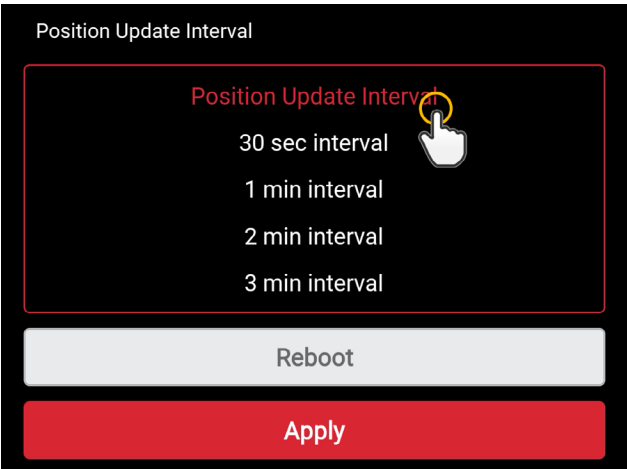 Position Update Interval
Position Update Interval
30 sec interval
1 min interval
2 min interval
3 min interval
Reboot
Apply